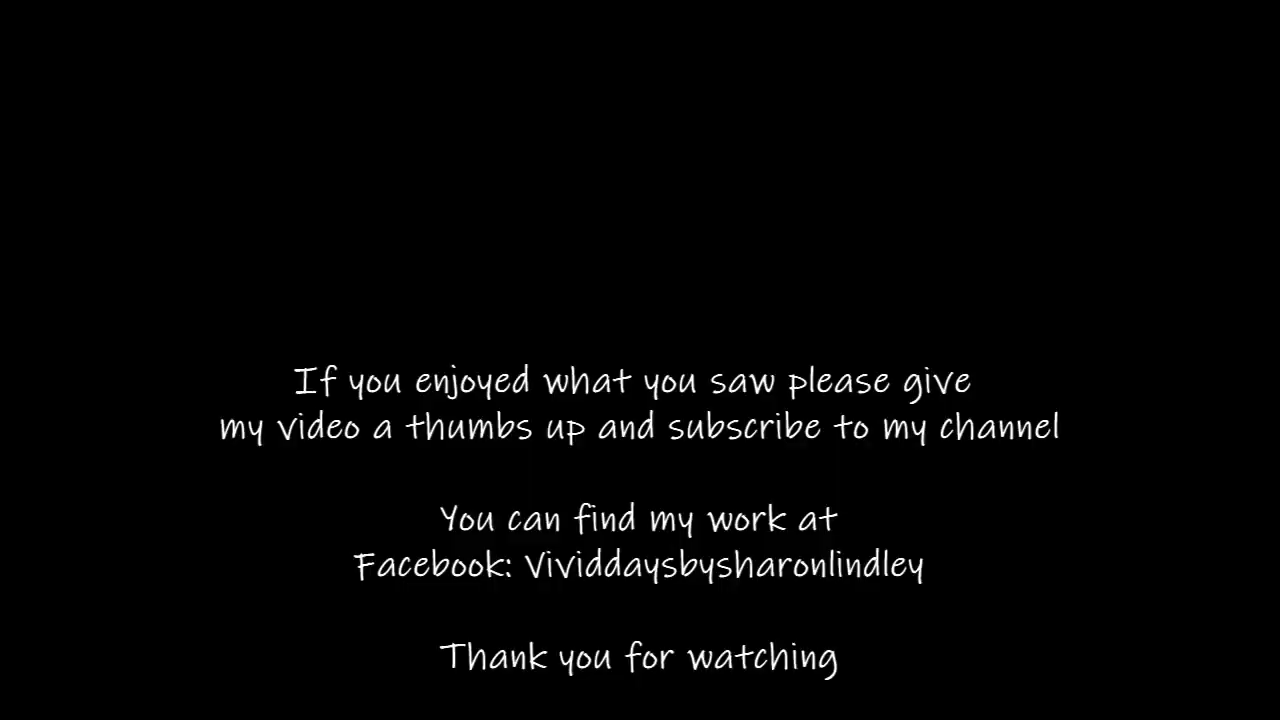 If you enjoyed what you saw please give
my video a thumbs up and subscribe to my channel
You can find my work at
Facebook: Vividdaysbysharonlindley
Thank you for watching